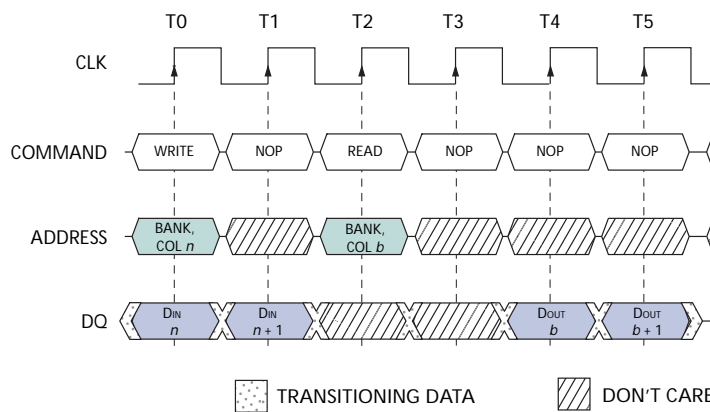 T0 T1 T2 T3 T4 T5
CLK
COMMAND WRITE NOP READ NOP NOP NOP
ADDRESS
BANK,
COL n
BANK,
COL b
DQ
DIN
n
DIN
n + 1
DOUT
b
DOUT
b + 1
TRANSITIONING DATA
DON'T CARE